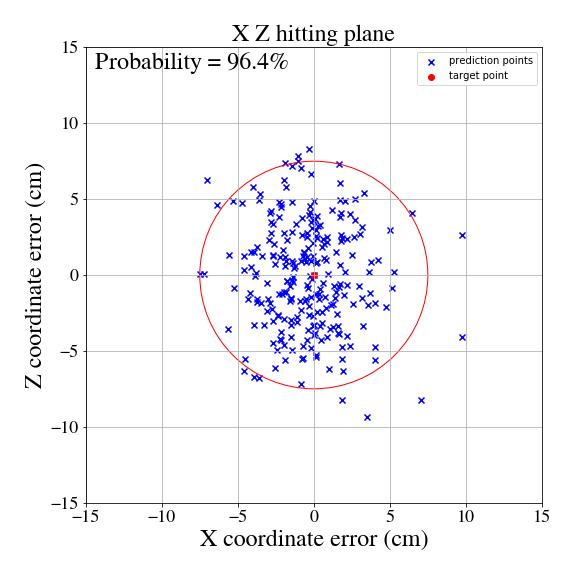 X Z hitting plane
Probability = 96.4%
prediction points
target point
15
10
5
0
−5
−10
−15
Z coordinate error (cm)
−15 −10 −5 0 5 10 15
X coordinate error (cm)